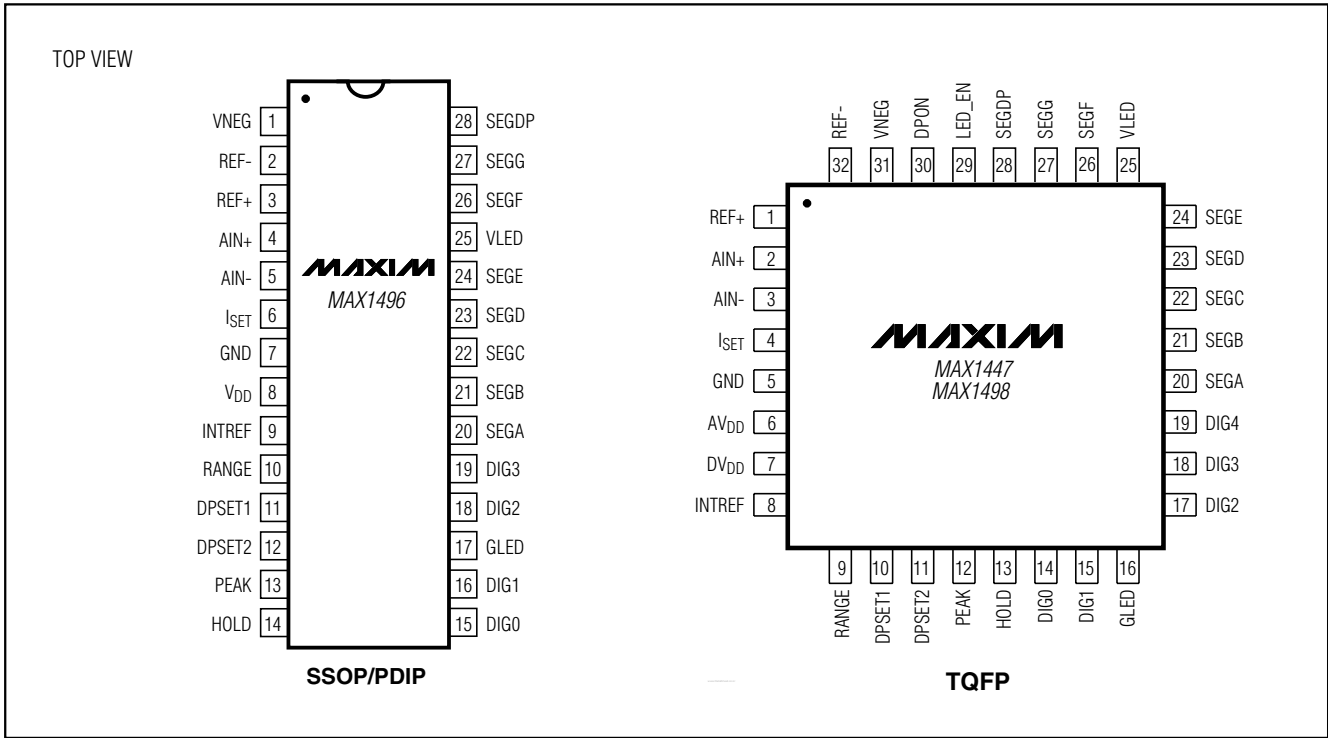 TOP VIEW
VNEG 1
REF- 2
REF+ 3
AIN+ 4
AIN- 5
ISET 6
GND 7
VDD 8
INTREF 9
RANGE 10
DPSET1 11
DPSET2 12
PEAK 13
HOLD 14
28 SEGDP
27 SEGG
26 SEGF
25 VLED
24 SEGE
23 SEGD
22 SEGC
21 SEGB
20 SEGA
19 DIG3
18 DIG2
17 GLED
16 DIG1
15 DIG0
MAXIM
MAX1496
SSOP/PDIP
REF- 32
VNEG 31
DPON 30
LED_EN 29
SEGDP 28
SEGG 27
SEGF 26
VLED 25
REF+ 1
AIN+ 2
AIN- 3
ISET 4
GND 5
AVDD 6
DVDD 7
INTREF 8
24 SEGE
23 SEGD
22 SEGC
21 SEGB
20 SEGA
19 DIG4
18 DIG3
17 DIG2
MAXIM
MAX1447
MAX1498
9 RANGE
10 DPSET1
11 DPSET2
12 PEAK
13 HOLD
14 DIG0
15 DIG1
16 GLED
TQFP